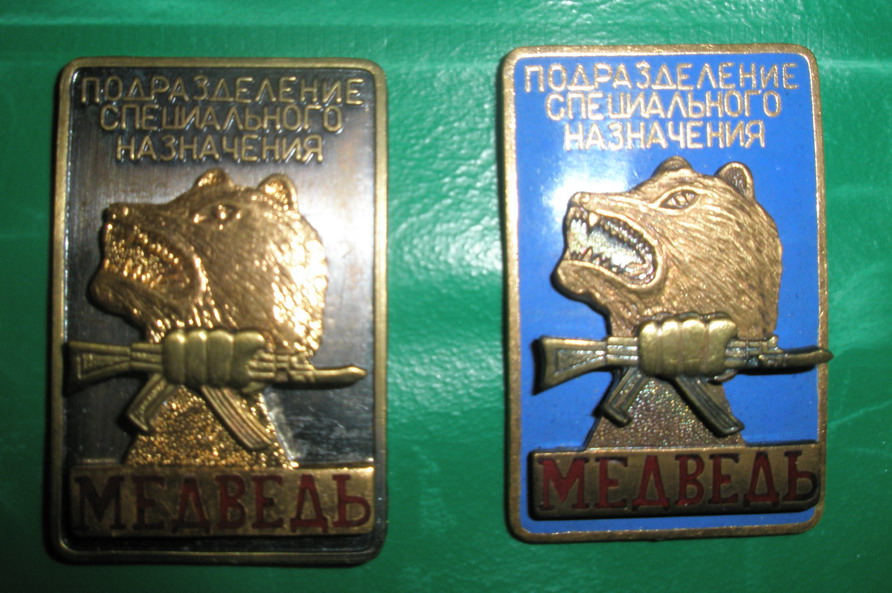 ПОДРАЗДЕЛЕНИЕ
СПЕЦИАЛЬНОГО
НАЗНАЧЕНИЯ
МЕДВЕДЬ
ПОДРАЗДЕЛЕНИЕ
СПЕЦИАЛЬНОГО
НАЗНАЧЕНИЯ
МЕДВЕДЬ